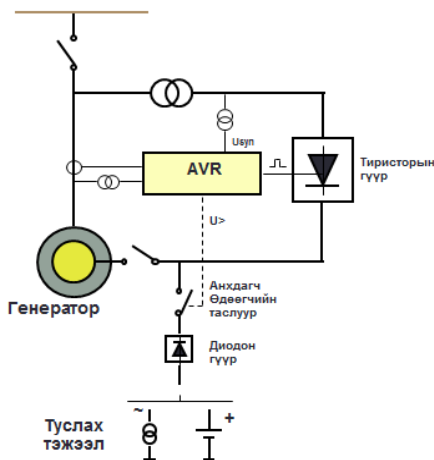 Usyn
AVR
Тиристорын
гүүр
U>
Генератор
Анхдагч
Өдөөгчийн
таслуур
Диодон
гүүр
Туслах
тэжээл
~
+